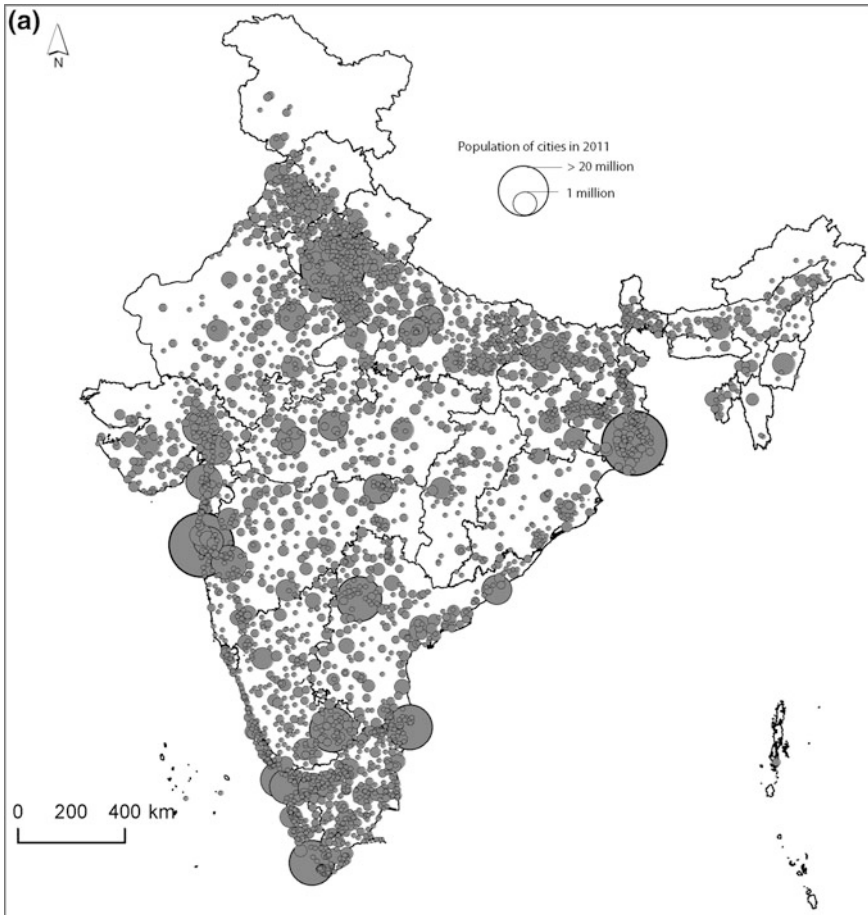 (a)
N
Population of cities in 2011
> 20 million
1 million
0 200 400 km